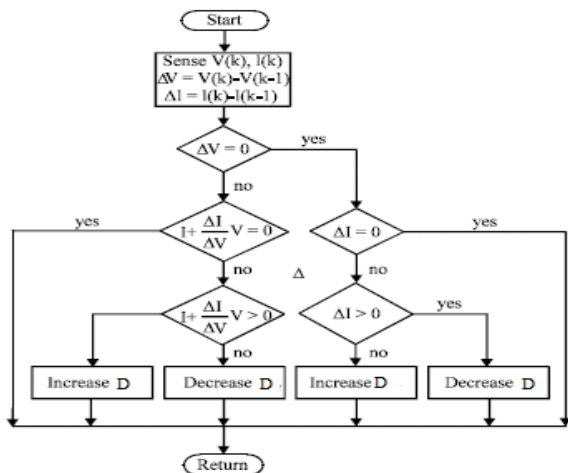 Start
Sense V(k), I(k)
ΔV = V(k)-V(k-1)
ΔI = I(k)-I(k-1)
ΔV = 0
yes
no
yes
I+ ΔI/ΔV V = 0
ΔI = 0
yes
no
Δ
no
I+ ΔI/ΔV V > 0
ΔI > 0
yes
no
no
Increase D
Decrease D
Increase D
Decrease D
Return